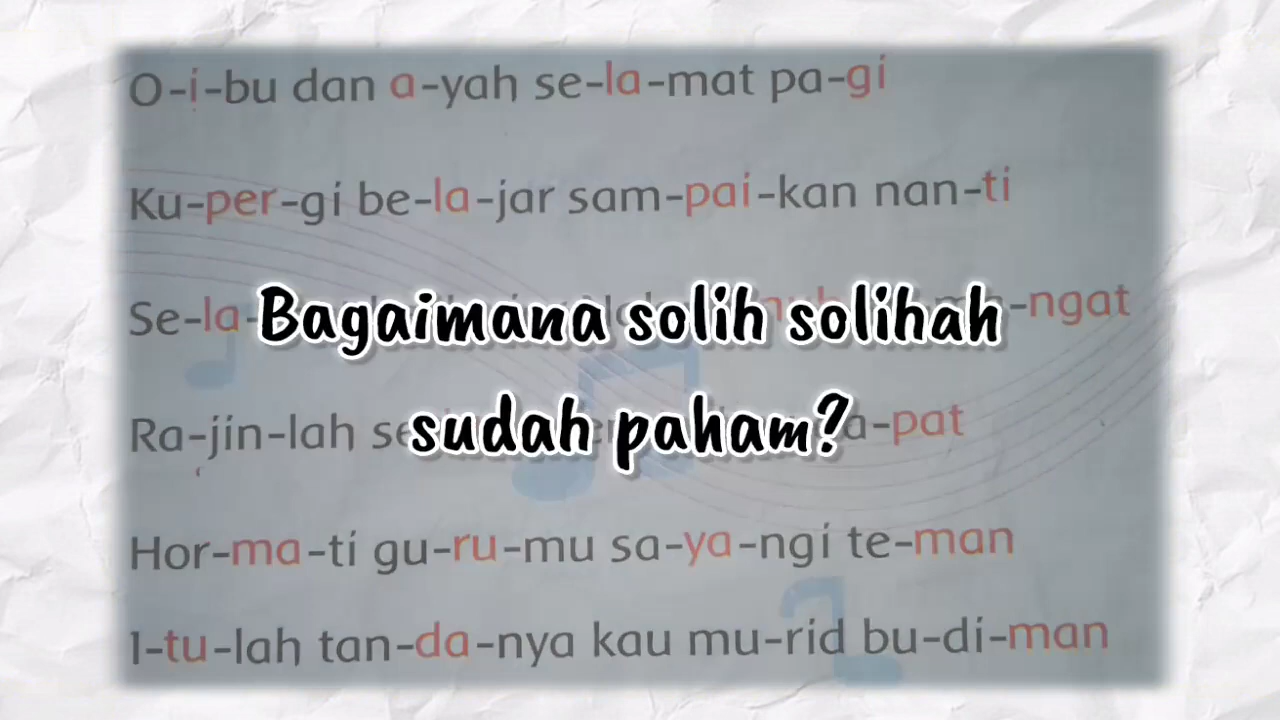 O-i-bu dan a-yah se-la-mat pa-gi
Ku-per-gi be-la-jar sam-pai-kan nan-ti
Se-la- -ngat
Bagaimana solih solihah
Ra-jin-lah -pat
sudah paham?
Hor-ma-ti gu-ru-mu sa-ya-ngi te-man
I-tu-lah tan-da-nya kau mu-rid bu-di-man